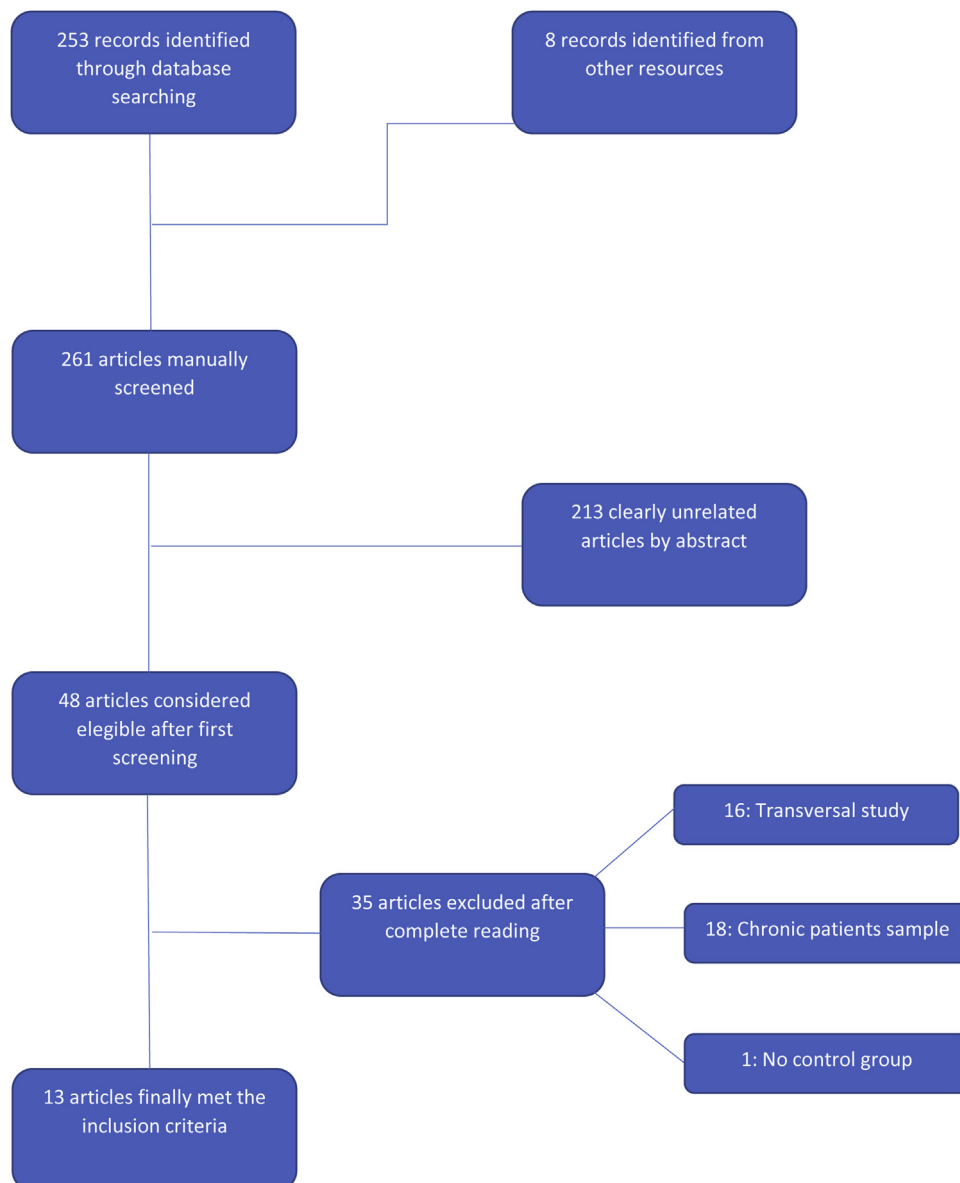 253 records identified
through database
searching
8 records identified from
other resources
261 articles manually
screened
213 clearly unrelated
articles by abstract
48 articles considered
elegible after first
screening
16: Transversal study
35 articles excluded after
complete reading
18: Chronic patients sample
1: No control group
13 articles finally met the
inclusion criteria